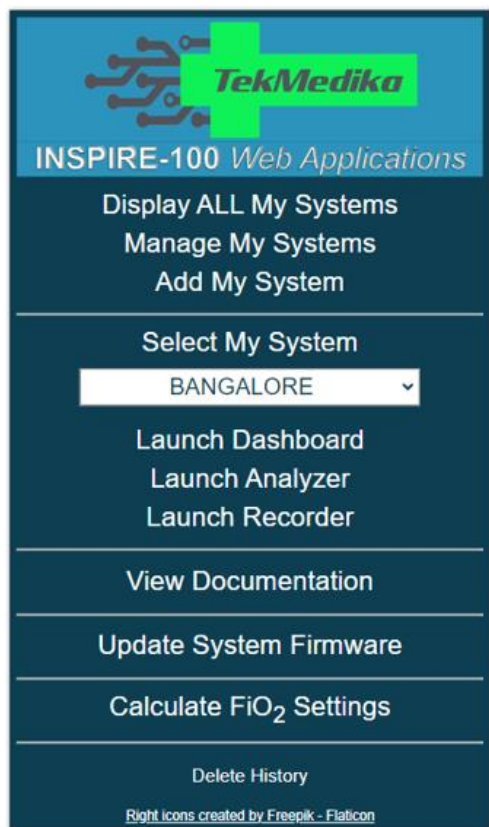 TekMedika
INSPIRE-100 Web Applications
Display ALL My Systems
Manage My Systems
Add My System
Select My System
BANGALORE
Launch Dashboard
Launch Analyzer
Launch Recorder
View Documentation
Update System Firmware
Calculate FiO₂ Settings
Delete History
Right icons created by Freepik - Flaticon